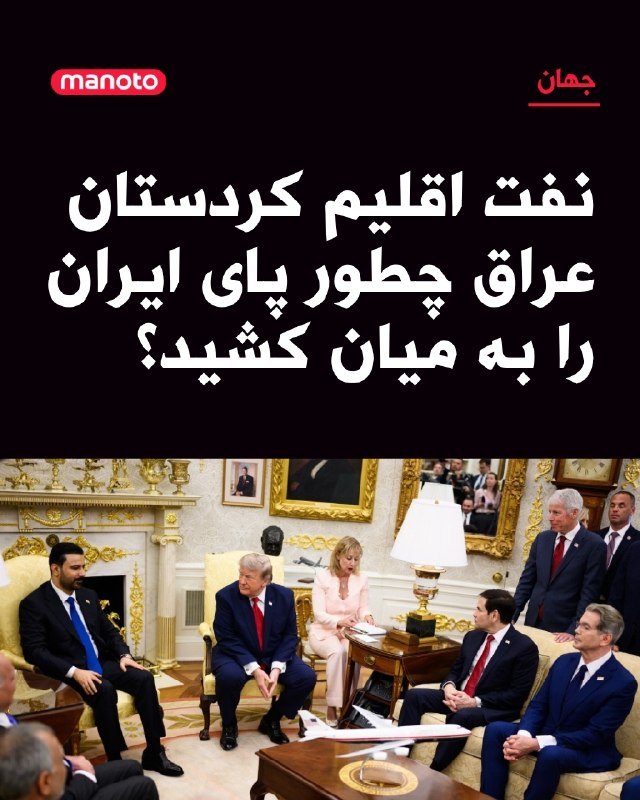 manoto
جهان
نفت اقلیم کردستان
عراق چطور پای ایران
را به میان کشید؟